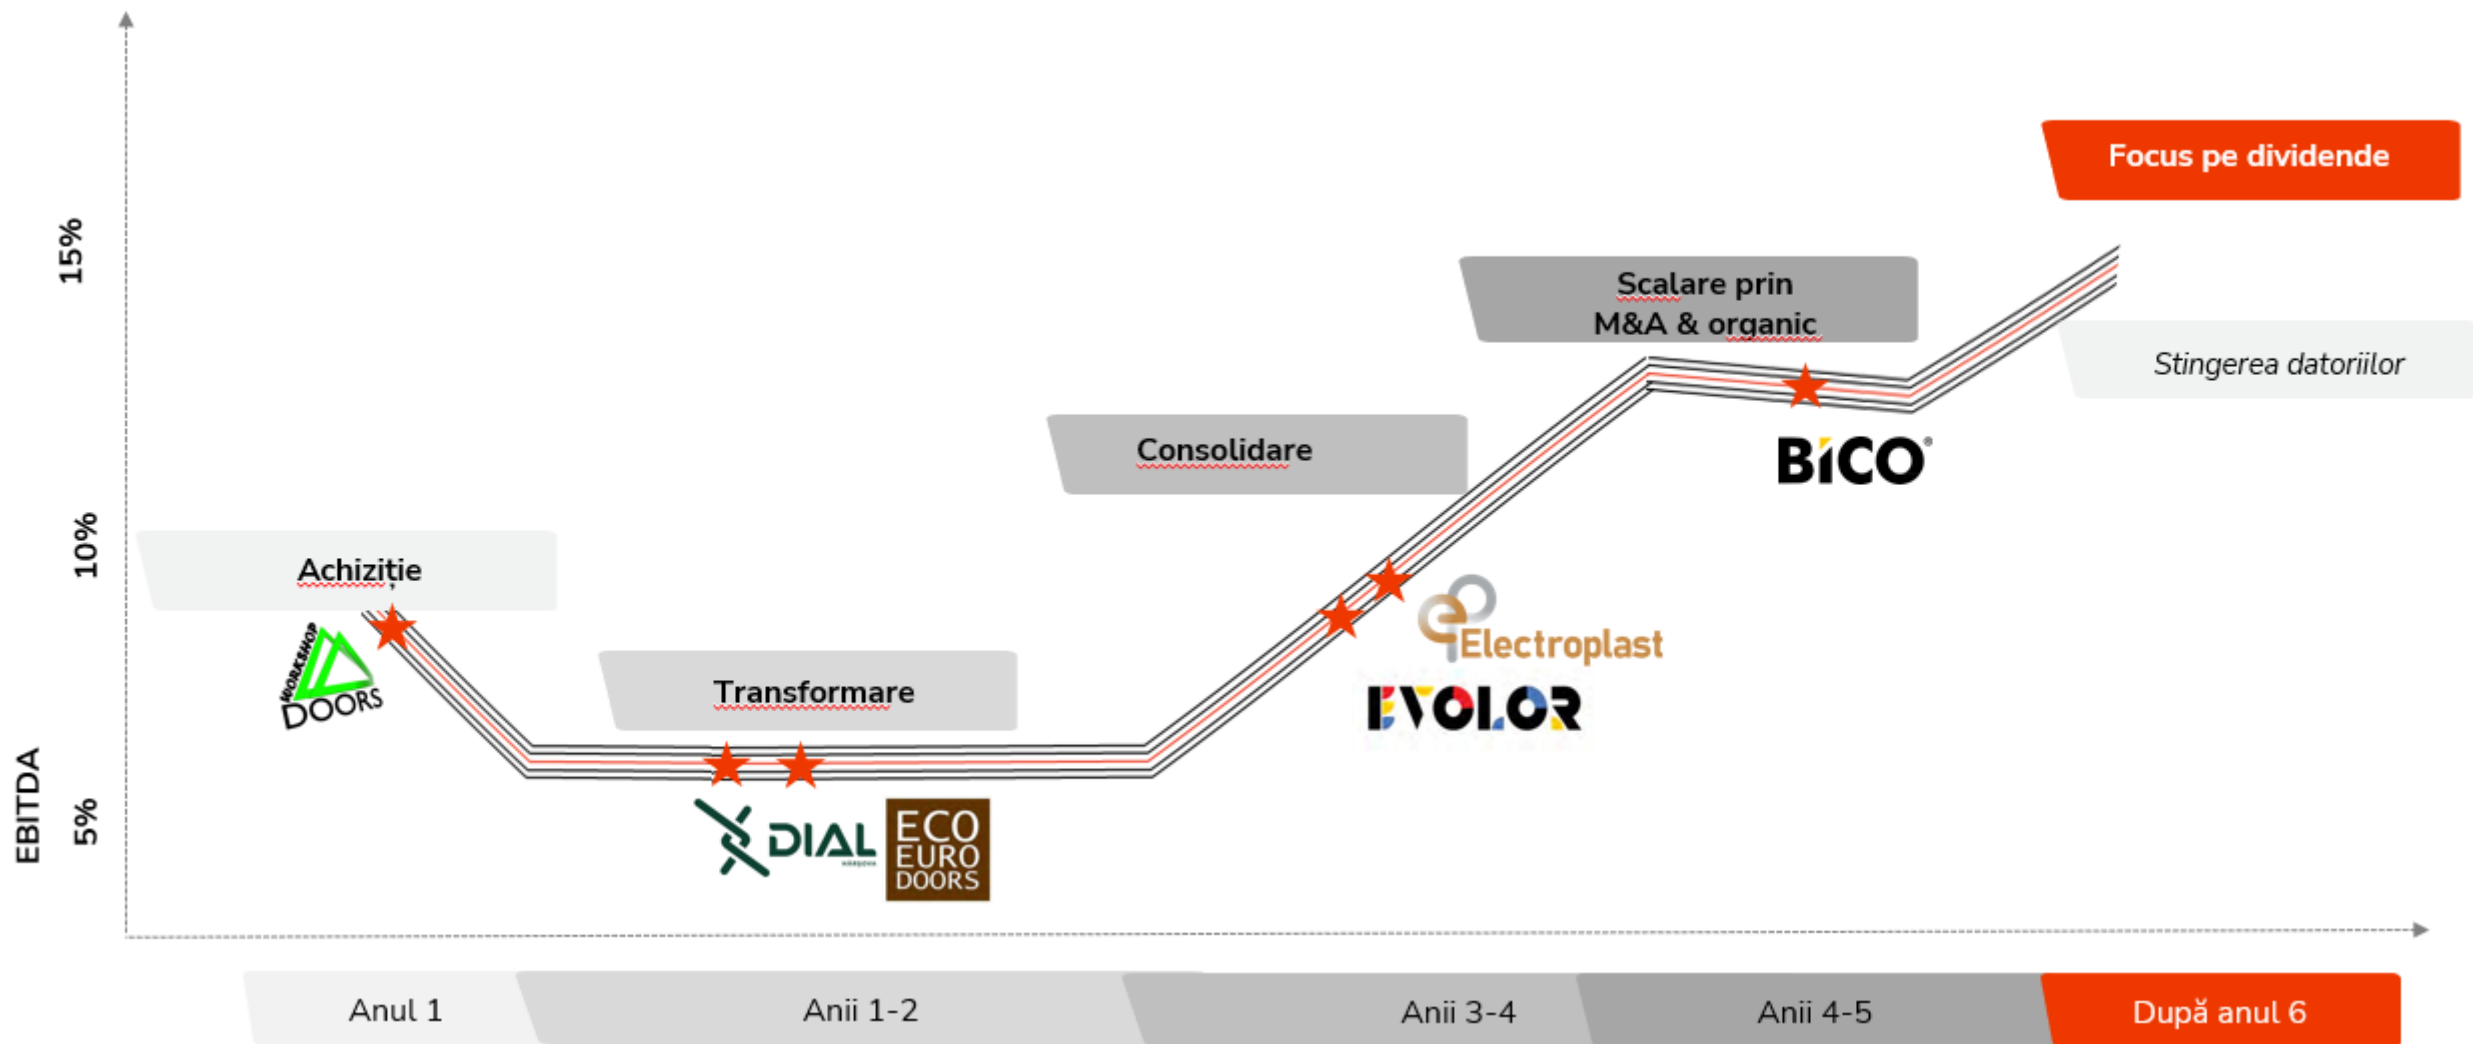 Focus pe dividende
15%
Scalare prin
M&A & organic
Stingerea datoriilor
Consolidare
BiCO®
10%
Achiziție
Electroplast
WORKSHOP
DOORS
Transformare
EVOLOR
EBITDA
5%
DIAL
ECO
EURO
DOORS
Anul 1
Anii 1-2
Anii 3-4
Anii 4-5
După anul 6